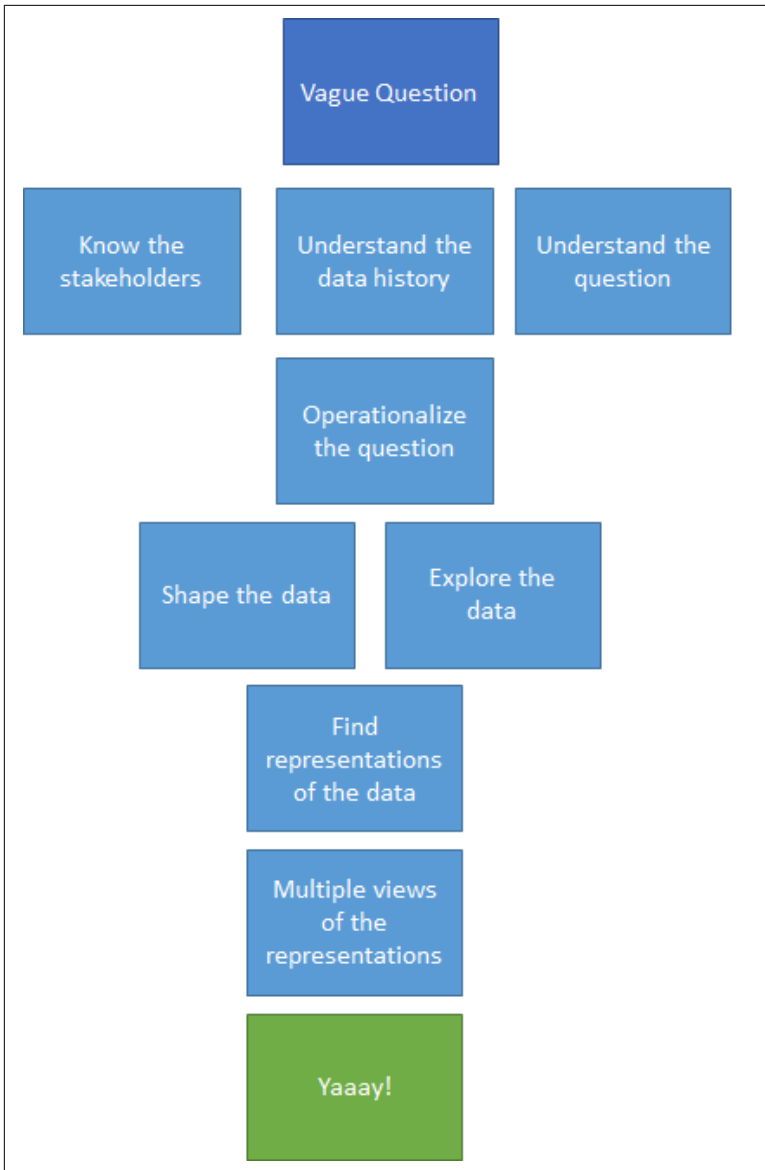 Vague Question
Know the
stakeholders
Understand the
data history
Understand the
question
Operationalize
the question
Shape the data
Explore the
data
Find
representations
of the data
Multiple views
of the
representations
Yaaay!